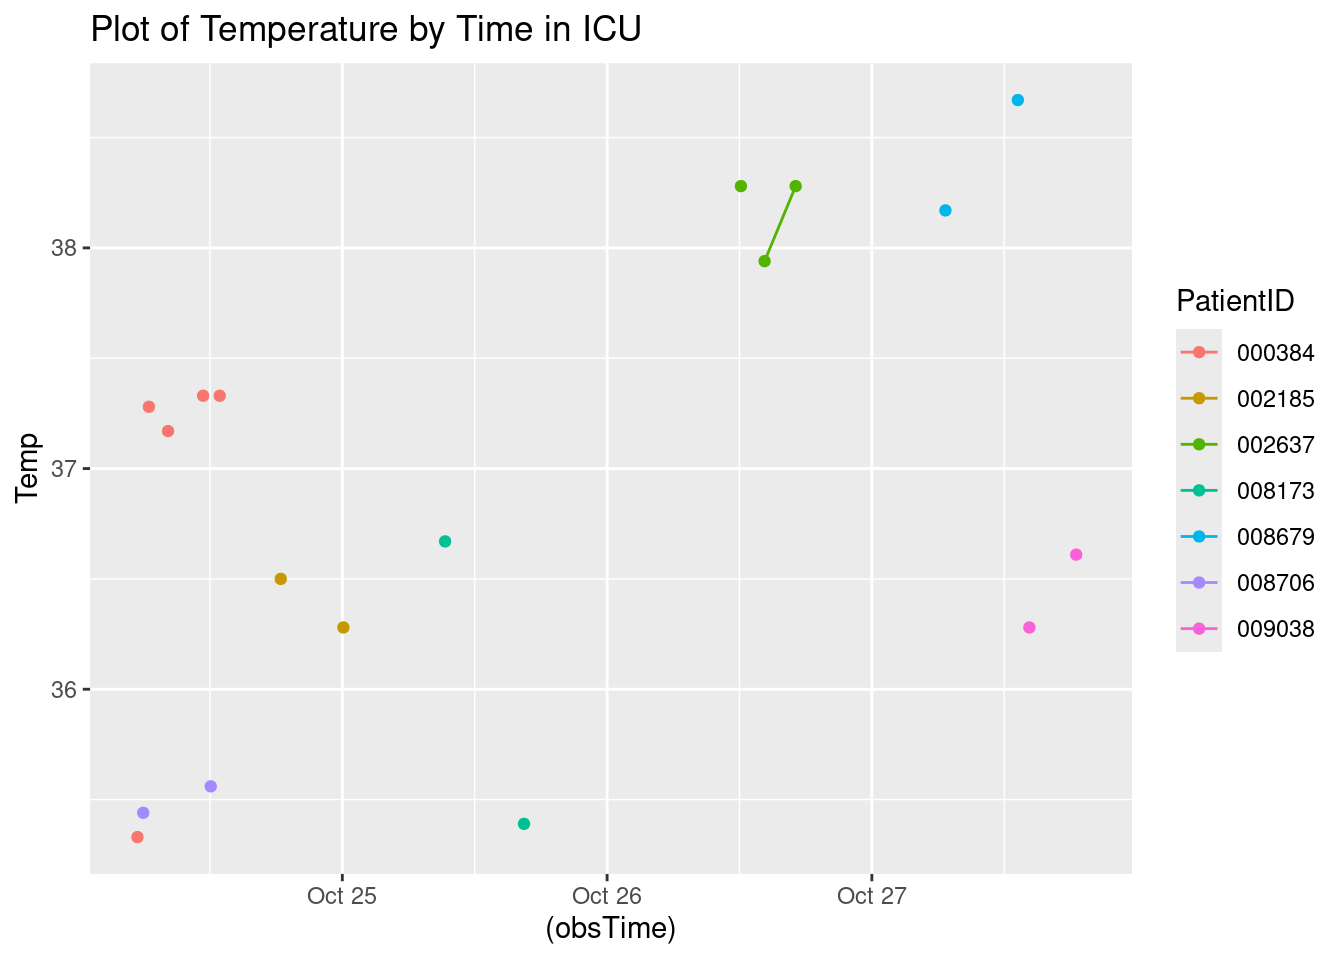 Plot of Temperature by Time in ICU
Temp
38
37
36
Oct 25
Oct 26
Oct 27
(obsTime)
PatientID
000384
002185
002637
008173
008679
008706
009038